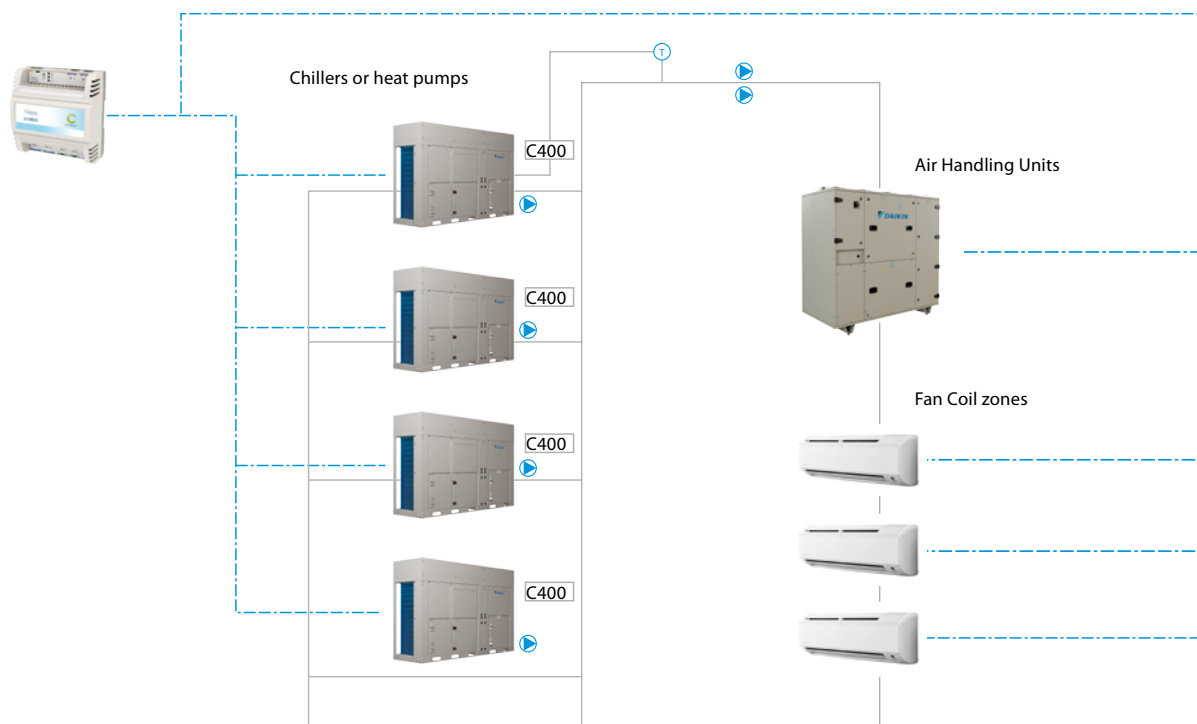 T
Chillers or heat pumps
C400
Air Handling Units
DAIKIN
C400
Fan Coil zones
C400
C400